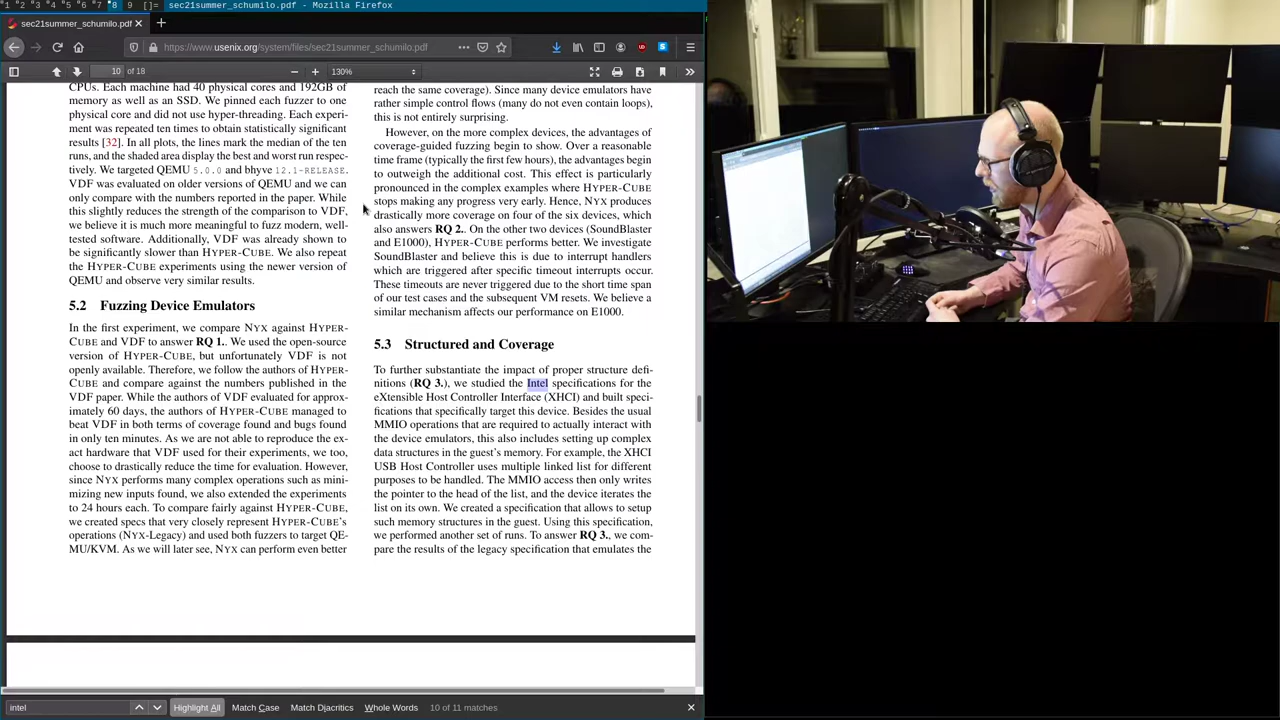 1 2 3 4 5 6 7 8 9 []= sec21summer_schumilo.pdf - Mozilla Firefox
sec21summer_schumilo.pdf
https://www.usenix.org/system/files/sec21summer_schumilo.pdf
10 of 18
130%
CPUs. Each machine had 40 physical cores and 192GB of
memory as well as an SSD. We pinned each fuzzer to one
physical core and did not use hyper-threading. Each experi-
ment was repeated ten times to obtain statistically significant
results [32]. In all plots, the lines mark the median of the ten
runs, and the shaded area display the best and worst run respec-
tively. We targeted QEMU 5.0.0 and bhyve 12.1-RELEASE.
VDF was evaluated on older versions of QEMU and we can
only compare with the numbers reported in the paper. While
this slightly reduces the strength of the comparison to VDF,
we believe it is much more meaningful to fuzz modern, well-
tested software. Additionally, VDF was already shown to
be significantly slower than HYPER-CUBE. We also repeat
the HYPER-CUBE experiments using the newer version of
QEMU and observe very similar results.
5.2 Fuzzing Device Emulators
In the first experiment, we compare NYX against HYPER-
CUBE and VDF to answer RQ 1.. We used the open-source
version of HYPER-CUBE, but unfortunately VDF is not
openly available. Therefore, we follow the authors of HYPER-
CUBE and compare against the numbers published in the
VDF paper. While the authors of VDF evaluated for approx-
imately 60 days, the authors of HYPER-CUBE managed to
beat VDF in both terms of coverage found and bugs found
in only ten minutes. As we are not able to reproduce the ex-
act hardware that VDF used for their experiments, we too,
choose to drastically reduce the time for evaluation. However,
since NYX performs many complex operations such as mini-
mizing new inputs found, we also extended the experiments
to 24 hours each. To compare fairly against HYPER-CUBE,
we created specs that very closely represent HYPER-CUBE's
operations (NYX-Legacy) and used both fuzzers to target QE-
MU/KVM. As we will later see, NYX can perform even better
reach the same coverage). Since many device emulators have
rather simple control flows (many do not even contain loops),
this is not entirely surprising.
However, on the more complex devices, the advantages of
coverage-guided fuzzing begin to show. Over a reasonable
time frame (typically the first few hours), the advantages begin
to outweigh the additional cost. This effect is particularly
pronounced in the complex examples where HYPER-CUBE
stops making any progress very early. Hence, NYX produces
drastically more coverage on four of the six devices, which
also answers RQ 2.. On the other two devices (SoundBlaster
and E1000), HYPER-CUBE performs better. We investigate
SoundBlaster and believe this is due to interrupt handlers
which are triggered after specific timeout interrupts occur.
These timeouts are never triggered due to the short time span
of our test cases and the subsequent VM resets. We believe a
similar mechanism affects our performance on E1000.
5.3 Structured and Coverage
To further substantiate the impact of proper structure defi-
nitions (RQ 3.), we studied the Intel specifications for the
eXtensible Host Controller Interface (XHCI) and built speci-
fications that specifically target this device. Besides the usual
MMIO operations that are required to actually interact with
the device emulators, this also includes setting up complex
data structures in the guest's memory. For example, the XHCI
USB Host Controller uses multiple linked list for different
purposes to be handled. The MMIO access then only writes
the pointer to the head of the list, and the device iterates the
list on its own. We created a specification that allows to setup
such memory structures in the guest. Using this specification,
we performed another set of runs. To answer RQ 3., we com-
pare the results of the legacy specification that emulates the
intel
Highlight All
Match Case
Match Diacritics
Whole Words
10 of 11 matches